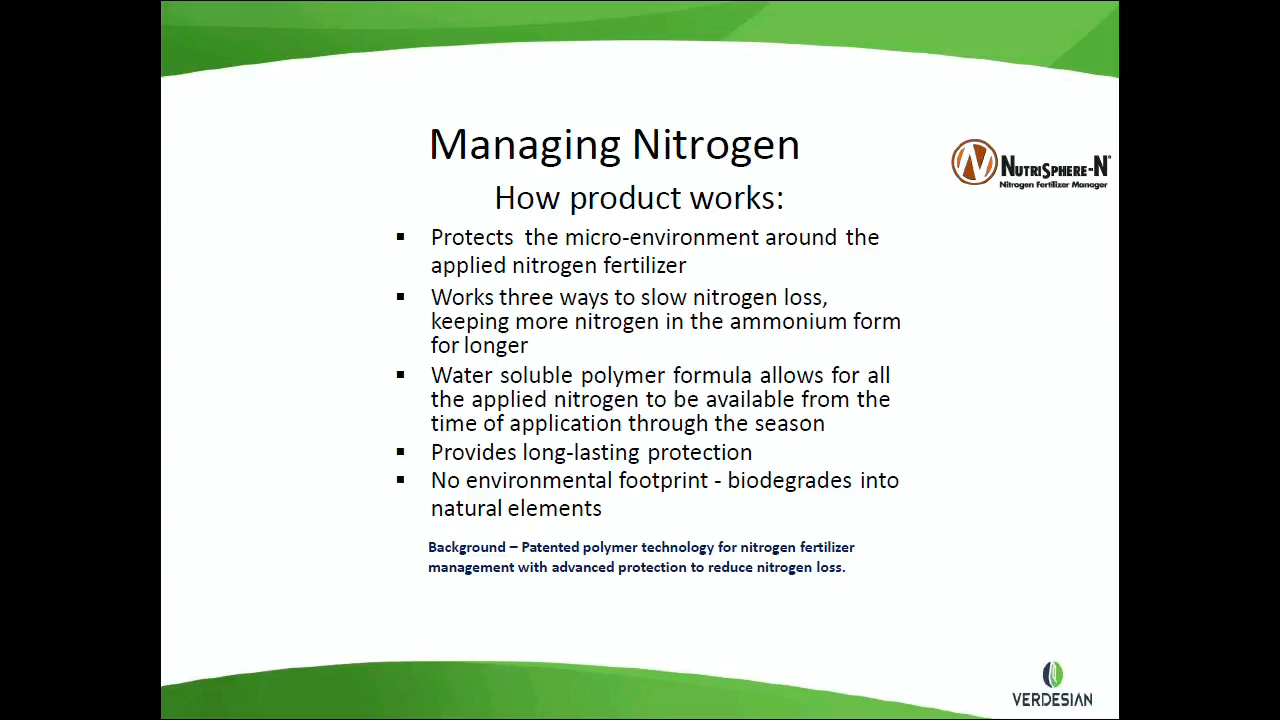 Managing Nitrogen
NUTRISPHERE-N®
Nitrogen Fertilizer Manager
How product works:
▪ Protects the micro-environment around the
applied nitrogen fertilizer
▪ Works three ways to slow nitrogen loss,
keeping more nitrogen in the ammonium form
for longer
▪ Water soluble polymer formula allows for all
the applied nitrogen to be available from the
time of application through the season
▪ Provides long-lasting protection
▪ No environmental footprint - biodegrades into
natural elements
Background – Patented polymer technology for nitrogen fertilizer
management with advanced protection to reduce nitrogen loss.
VERDESIAN